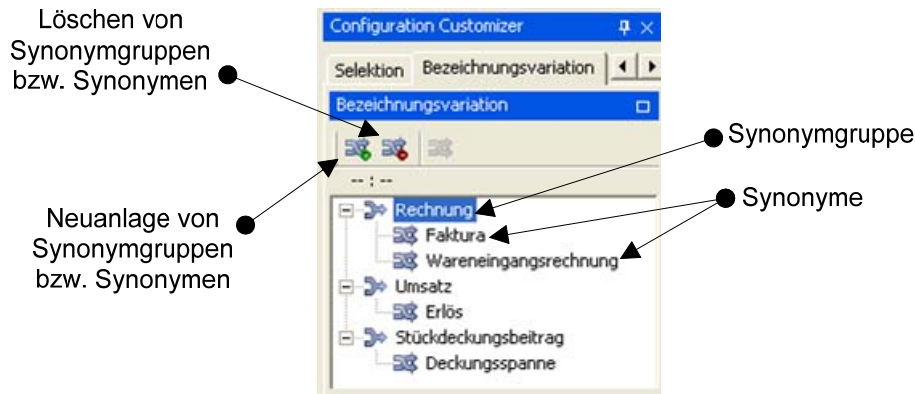 Löschen von
Synonymgruppen
bzw. Synonymen
Neuanlage von
Synonymgruppen
bzw. Synonymen
Configuration Customizer
Selektion Bezeichnungsvariation
Bezeichnungsvariation
-- : --
Rechnung
Faktura
Wareneingangsrechnung
Umsatz
Erlös
Stückdeckungsbeitrag
Deckungsspanne
Synonymgruppe
Synonyme